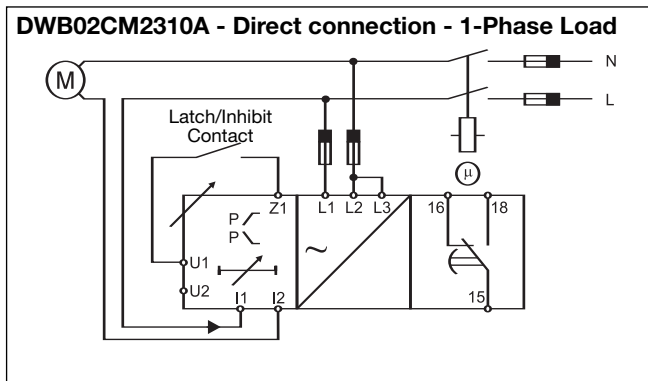 DWB02CM2310A - Direct connection - 1-Phase Load
N
M
L
Latch/Inhibit
Contact
μ
Z1 L1 L2 L3 16 18
P
P
~
U1
U2
I1 I2 15